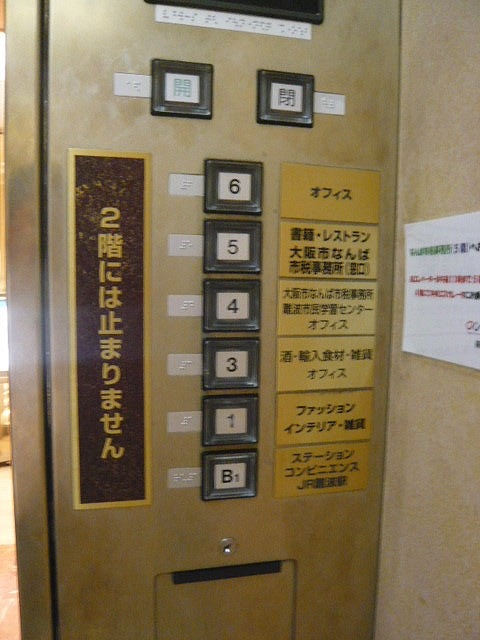 開
閉
2階には止まりません
6
オフィス
5
書籍・レストラン
大阪市なんば
市税事務所(窓口)
4
大阪市なんば市税事務所
難波市民学習センター
オフィス
3
酒・輸入食材・雑貨
オフィス
1
ファッション
インテリア・雑貨
B1
ステーション
コンビニエンス
JR難波駅